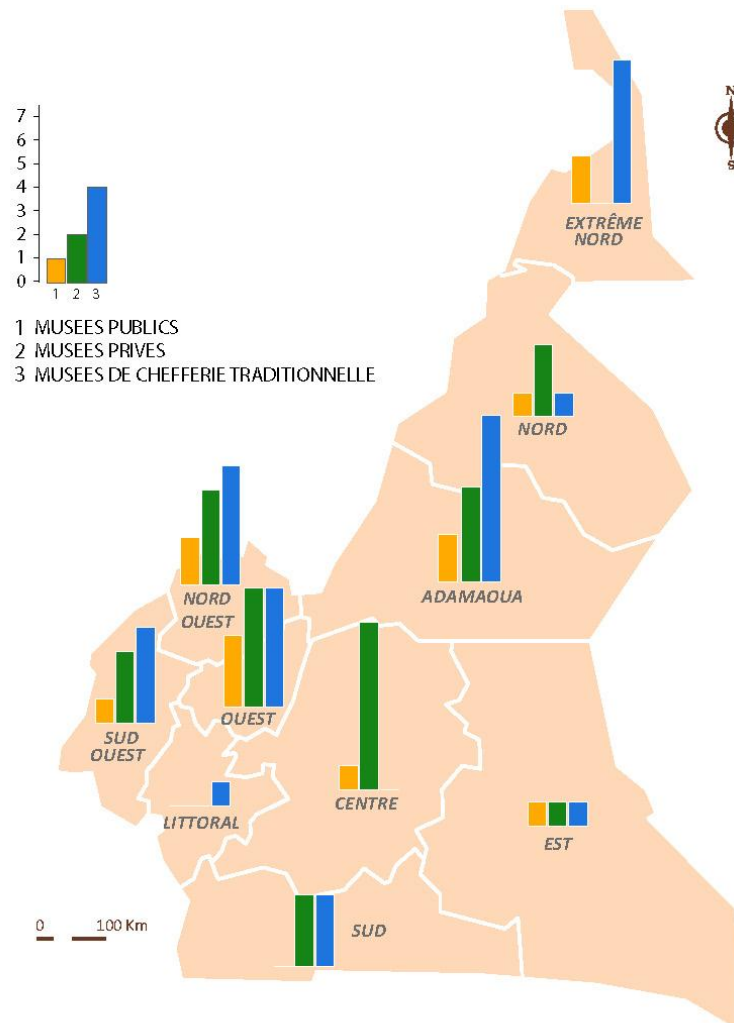 N
S
7
6
5
4
3
2
1
0
1 2 3
1 MUSEES PUBLICS
2 MUSEES PRIVES
3 MUSEES DE CHEFFERIE TRADITIONNELLE
EXTRÊME
NORD
NORD
ADAMAOUA
NORD
OUEST
OUEST
SUD
OUEST
LITTORAL
CENTRE
EST
SUD
0 100 Km